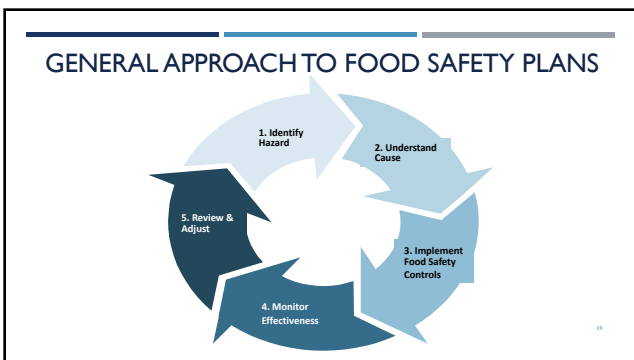 GENERAL APPROACH TO FOOD SAFETY PLANS
1. Identify
Hazard
2. Understand
Cause
3. Implement
Food Safety
Controls
4. Monitor
Effectiveness
5. Review &
Adjust
19